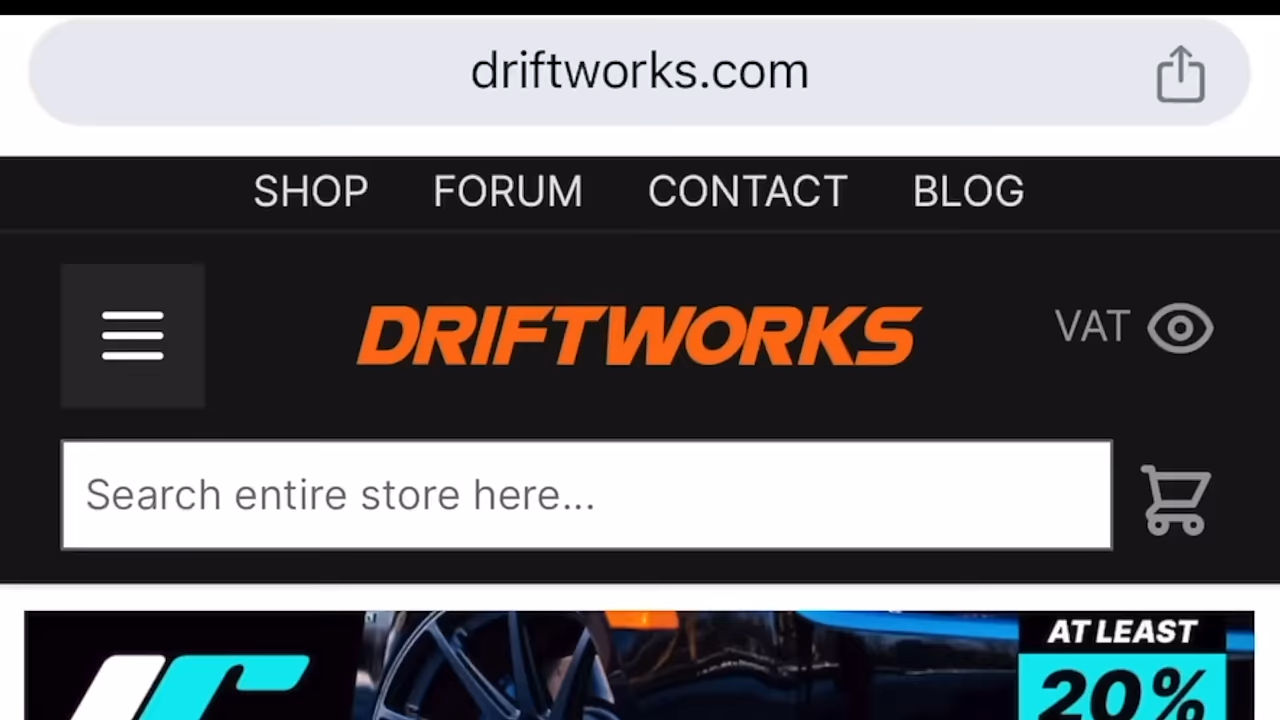 driftworks.com
SHOP FORUM CONTACT BLOG
DRIFTWORKS
VAT
Search entire store here...
AT LEAST
20%